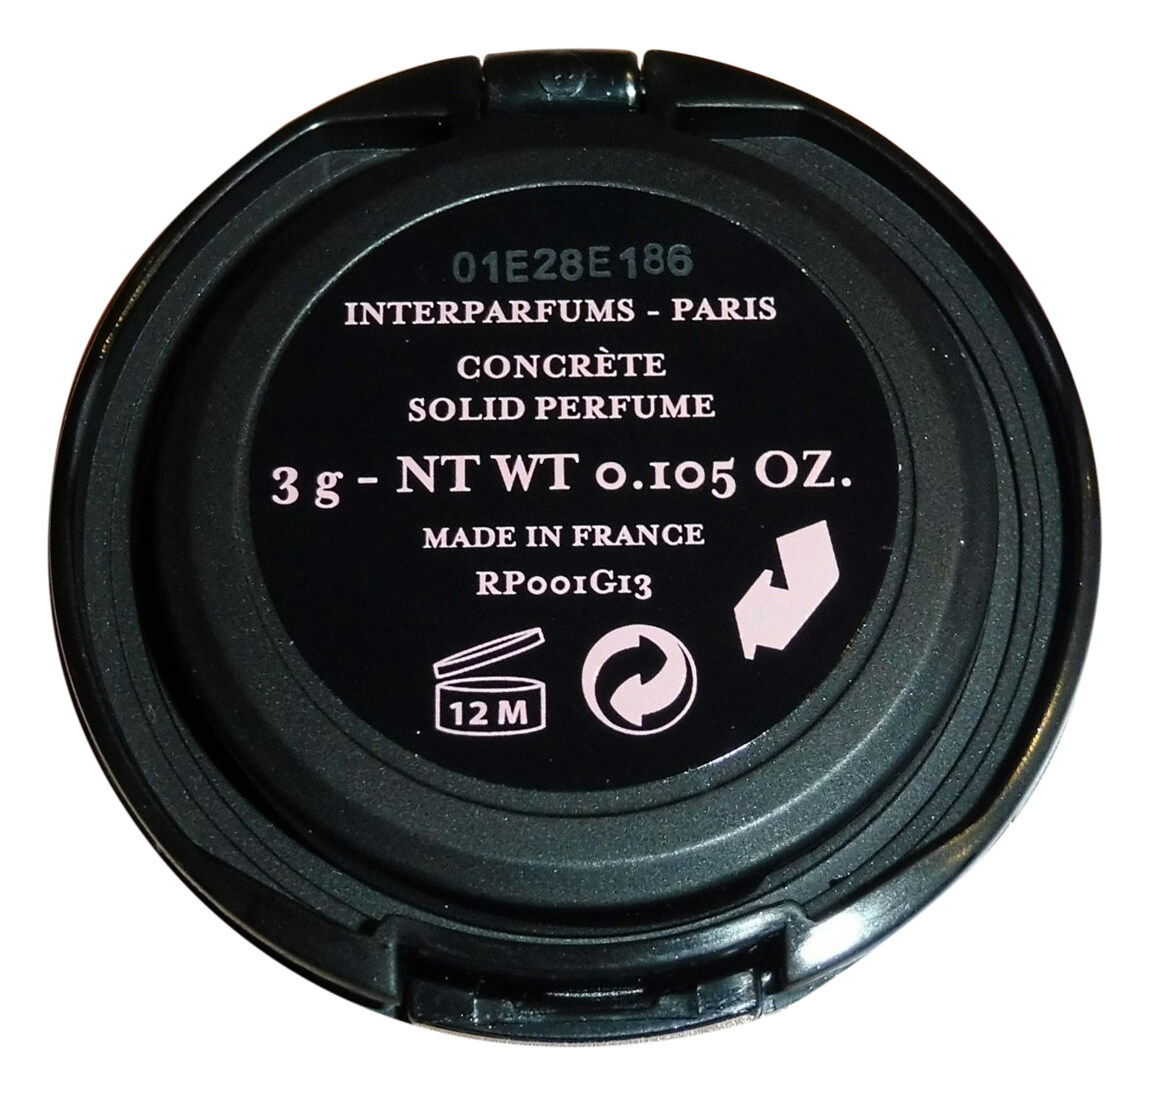 01E28E186
INTERPARFUMS - PARIS
CONCRÈTE
SOLID PERFUME
3 g - NT WT 0.105 OZ.
MADE IN FRANCE
RP001G13
12 M